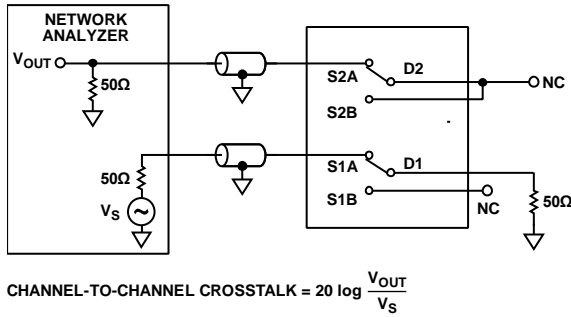 NETWORK
ANALYZER
VOUT
50Ω
S2A
D2
NC
S2B
50Ω
VS
S1A
D1
S1B
NC
50Ω
CHANNEL-TO-CHANNEL CROSSTALK = 20 log VOUT
VS